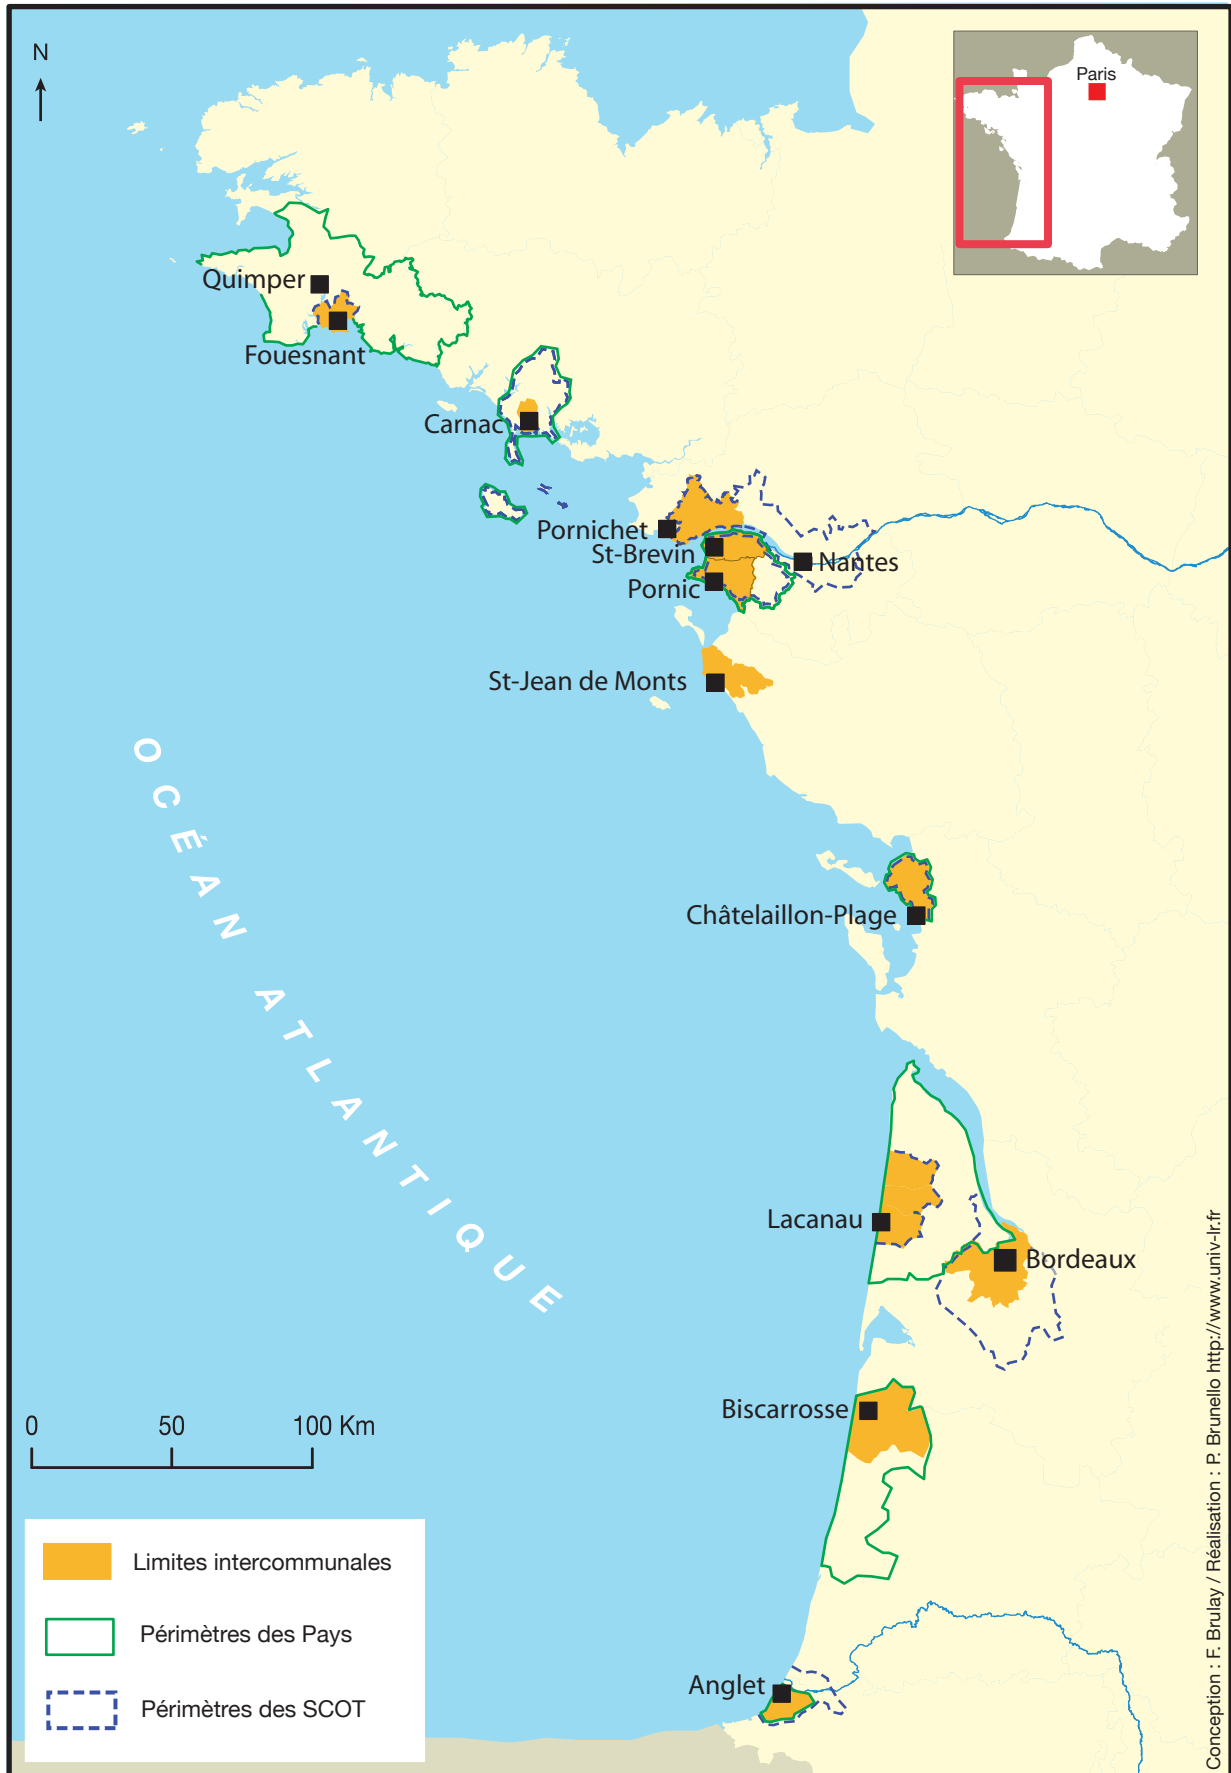 N
Paris
Quimper
Fouesnant
Carnac
Pornichet
St-Brevin
Nantes
Pornic
St-Jean de Monts
OCÉAN ATLANTIQUE
Châtelaillon-Plage
Lacanau
Bordeaux
Biscarrosse
0 50 100 Km
Anglet
Limites intercommunales
Périmètres des Pays
Périmètres des SCOT
Conception : F. Brulay / Réalisation : P. Brunello http://www.univ-lr.fr